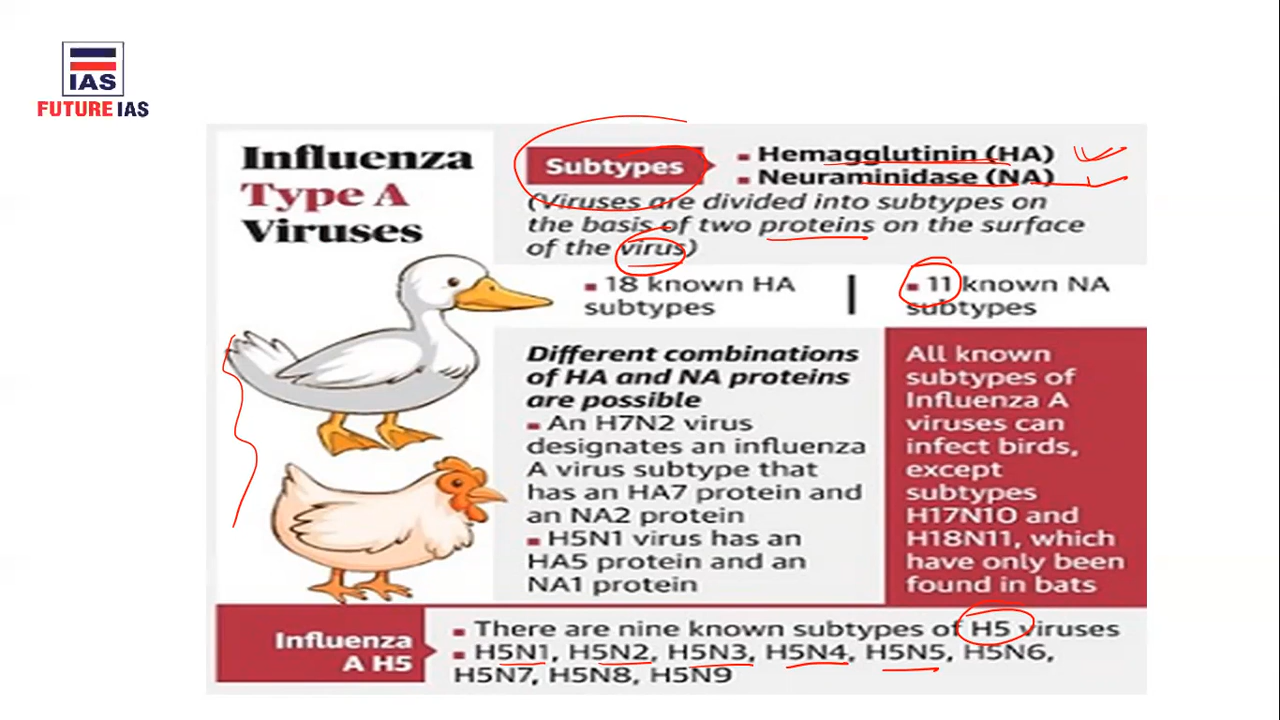 IAS
FUTURE IAS
Influenza
Type A
Viruses
Subtypes
▪ Hemagglutinin (HA)
▪ Neuraminidase (NA)
(Viruses are divided into subtypes on
the basis of two proteins on the surface
of the virus)
▪ 18 known HA
subtypes
▪ 11 known NA
subtypes
Different combinations
of HA and NA proteins
are possible
▪ An H7N2 virus
designates an influenza
A virus subtype that
has an HA7 protein and
an NA2 protein
▪ H5N1 virus has an
HA5 protein and an
NA1 protein
All known
subtypes of
Influenza A
viruses can
infect birds,
except
subtypes
H17N10 and
H18N11, which
have only been
found in bats
Influenza
A H5
▪ There are nine known subtypes of H5 viruses
▪ H5N1, H5N2, H5N3, H5N4, H5N5, H5N6,
H5N7, H5N8, H5N9